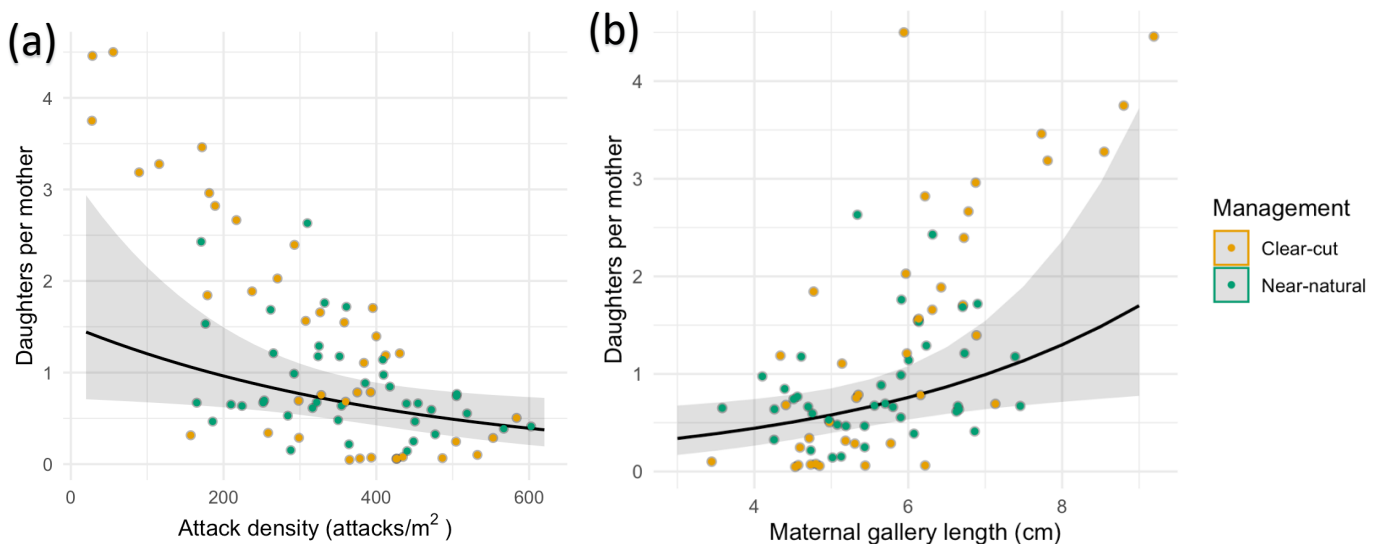 (a)
Daughters per mother
4
3
2
1
0
0 200 400 600
Attack density (attacks/m²)
(b)
Daughters per mother
4
3
2
1
0
4 6 8
Maternal gallery length (cm)
Management
Clear-cut
Near-natural